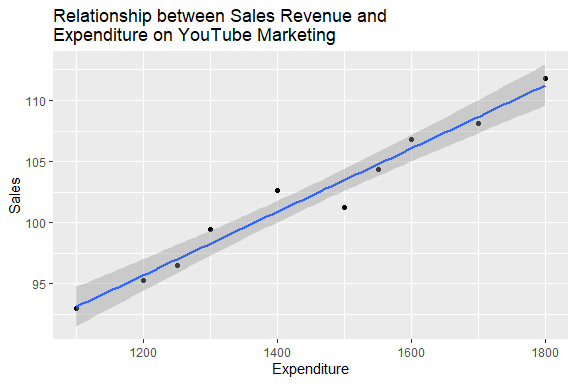 Relationship between Sales Revenue and
Expenditure on YouTube Marketing
110
105
100
95
Sales
1200 1400 1600 1800
Expenditure